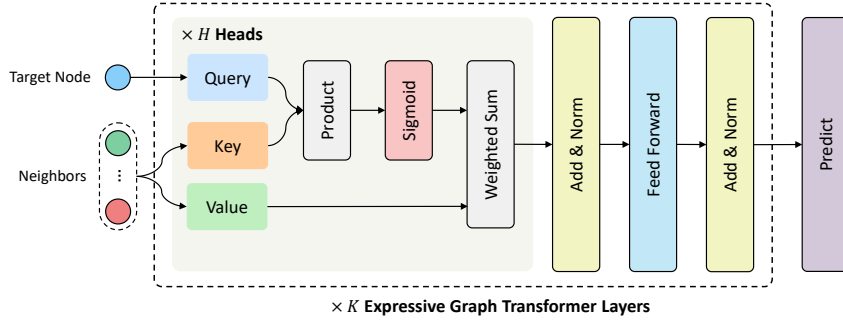 × H Heads
Target Node
Query
Product
Sigmoid
Weighted Sum
Add & Norm
Feed Forward
Add & Norm
Predict
Key
Neighbors
...
Value
× K Expressive Graph Transformer Layers